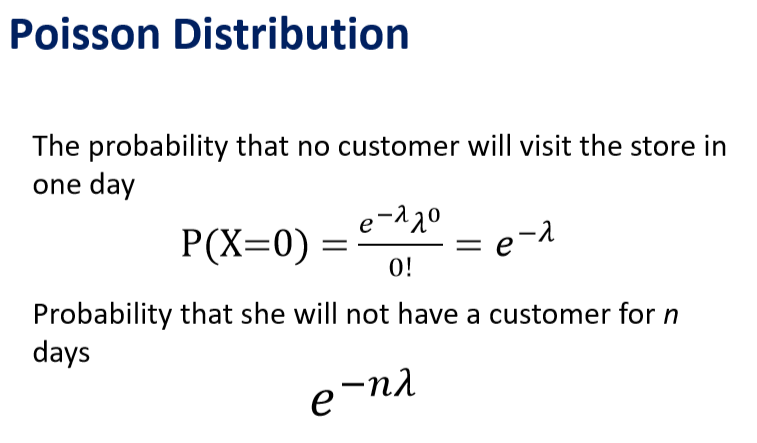 Poisson Distribution
The probability that no customer will visit the store in
one day
P(X=0) = \frac{e^{-λ}λ^0}{0!} = e^{-λ}
Probability that she will not have a customer for n
days
e^{-nλ}